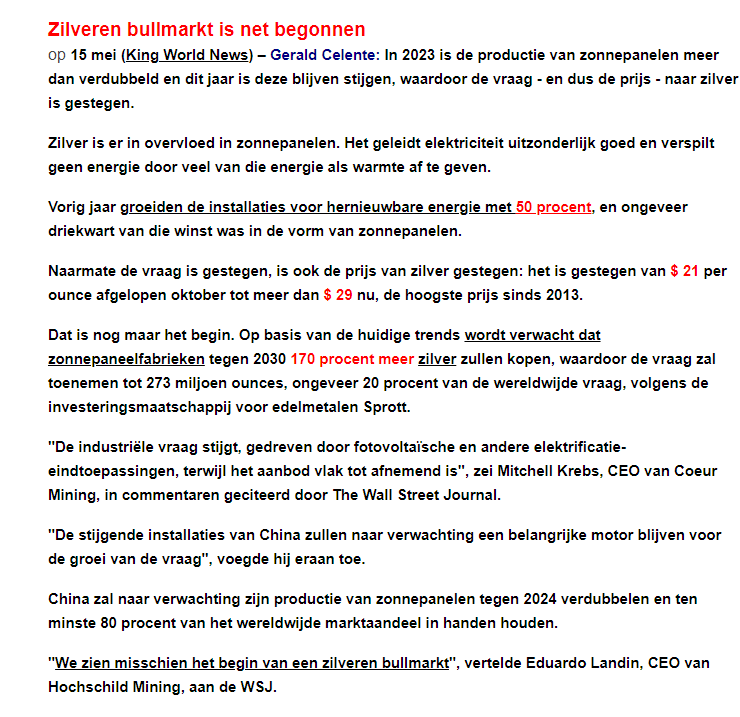 Zilveren bullmarkt is net begonnen
op 15 mei (King World News) – Gerald Celente: In 2023 is de productie van zonnepanelen meer
dan verdubbeld en dit jaar is deze blijven stijgen, waardoor de vraag - en dus de prijs - naar zilver
is gestegen.
Zilver is er in overvloed in zonnepanelen. Het geleidt elektriciteit uitzonderlijk goed en verspilt
geen energie door veel van die energie als warmte af te geven.
Vorig jaar groeiden de installaties voor hernieuwbare energie met 50 procent, en ongeveer
driekwart van die winst was in de vorm van zonnepanelen.
Naarmate de vraag is gestegen, is ook de prijs van zilver gestegen: het is gestegen van $ 21 per
ounce afgelopen oktober tot meer dan $ 29 nu, de hoogste prijs sinds 2013.
Dat is nog maar het begin. Op basis van de huidige trends wordt verwacht dat
zonnepaneelfabrieken tegen 2030 170 procent meer zilver zullen kopen, waardoor de vraag zal
toenemen tot 273 miljoen ounces, ongeveer 20 procent van de wereldwijde vraag, volgens de
investeringsmaatschappij voor edelmetalen Sprott.
"De industriële vraag stijgt, gedreven door fotovoltaïsche en andere elektrificatie-
eindtoepassingen, terwijl het aanbod vlak tot afnemend is", zei Mitchell Krebs, CEO van Coeur
Mining, in commentaren geciteerd door The Wall Street Journal.
"De stijgende installaties van China zullen naar verwachting een belangrijke motor blijven voor
de groei van de vraag", voegde hij eraan toe.
China zal naar verwachting zijn productie van zonnepanelen tegen 2024 verdubbelen en ten
minste 80 procent van het wereldwijde marktaandeel in handen houden.
"We zien misschien het begin van een zilveren bullmarkt", vertelde Eduardo Landin, CEO van
Hochschild Mining, aan de WSJ.